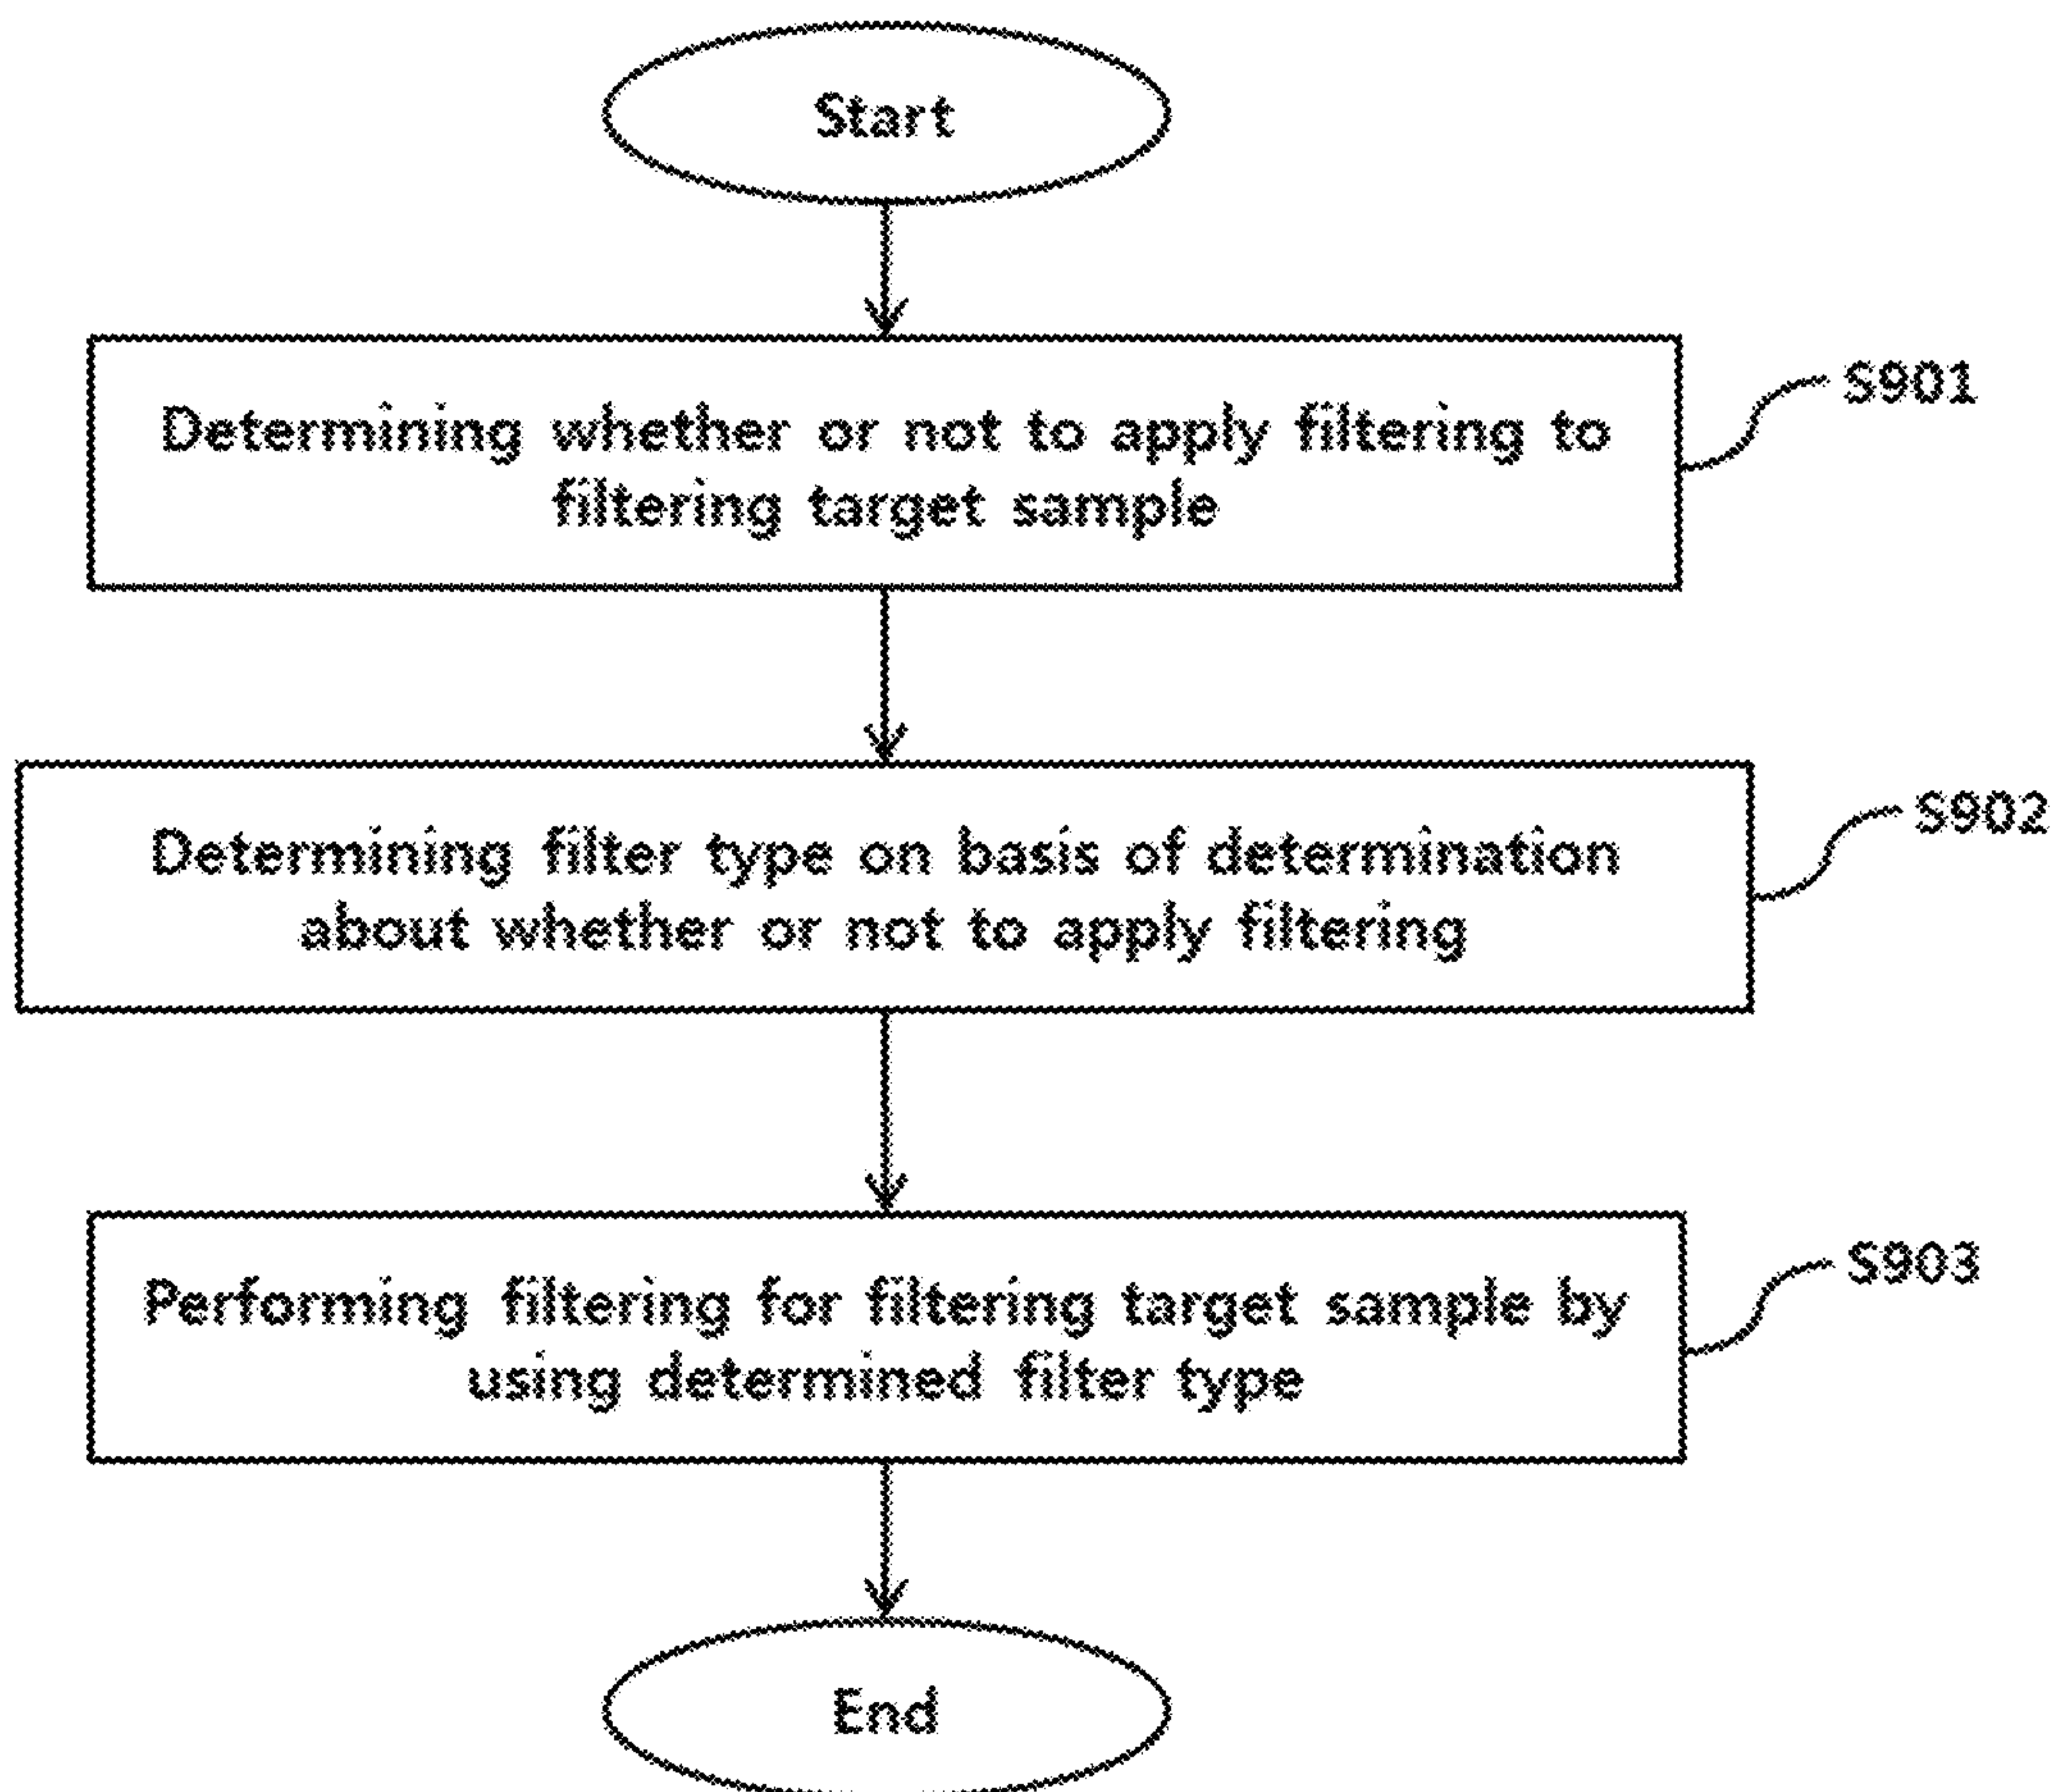 Start
Determining whether or not to apply filtering to
filtering target sample
S901
Determining filter type on basis of determination
about whether or not to apply filtering
S902
Performing filtering for filtering target sample by
using determined filter type
S903
End